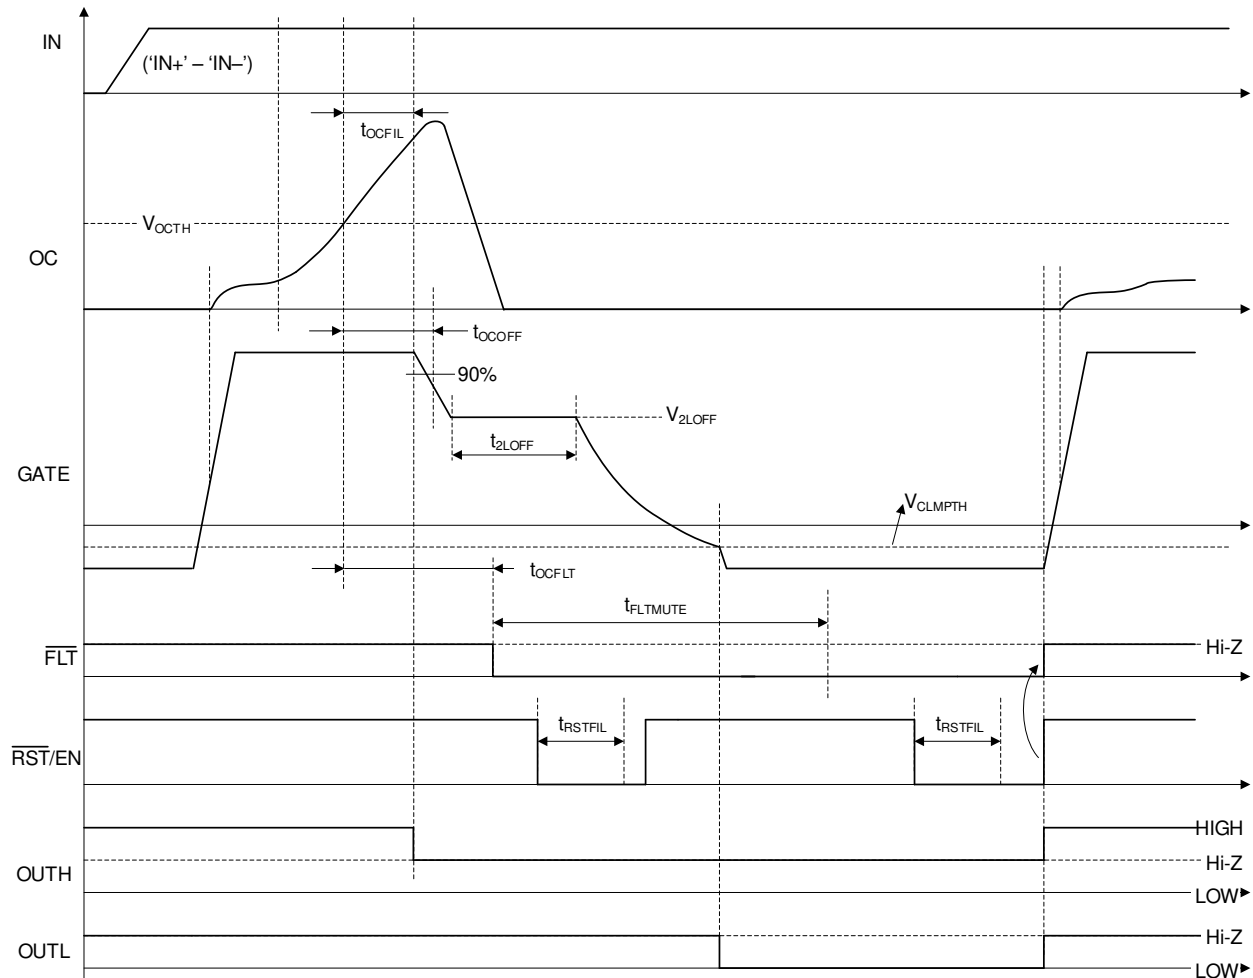 IN
('IN+' – 'IN–')
tOCFIL
VOCTH
OC
tOCOFF
90%
V2LOFF
t2LOFF
GATE
VCLMPTH
tOCFLT
tFLTMUTE
FLT
Hi-Z
tRSTFIL
tRSTFIL
RST/EN
HIGH
OUTH
Hi-Z
LOW
OUTL
Hi-Z
LOW